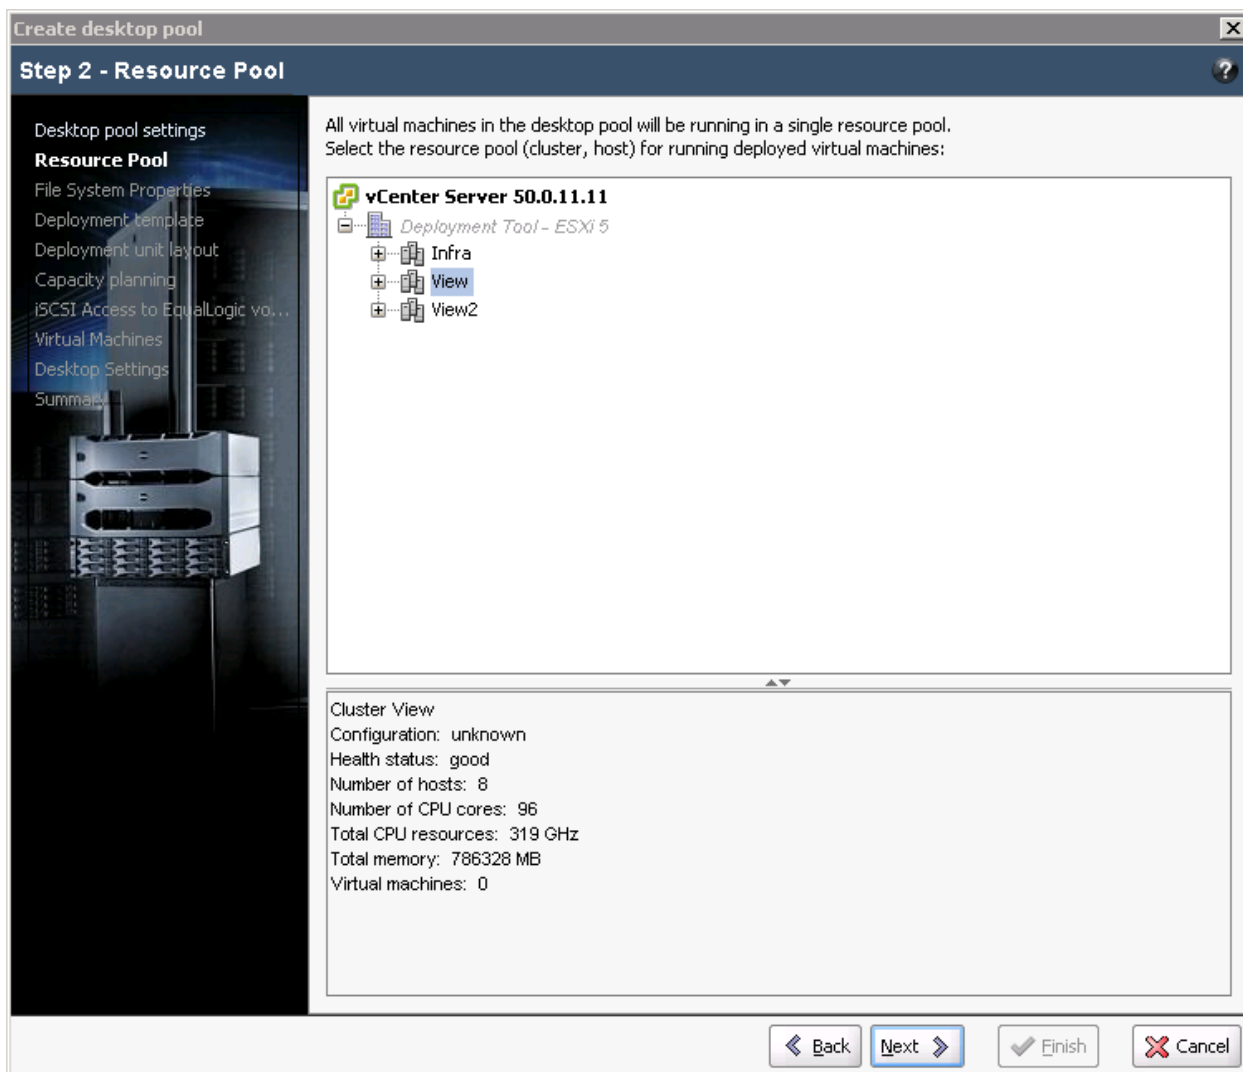 Create desktop pool
Step 2 - Resource Pool
?
Desktop pool settings
Resource Pool
File System Properties
Deployment template
Deployment unit layout
Capacity planning
iSCSI Access to EqualLogic vo...
Virtual Machines
Desktop Settings
Summary
All virtual machines in the desktop pool will be running in a single resource pool.
Select the resource pool (cluster, host) for running deployed virtual machines:
vCenter Server 50.0.11.11
Deployment Tool - ESXi 5
Infra
View
View2
Cluster View
Configuration: unknown
Health status: good
Number of hosts: 8
Number of CPU cores: 96
Total CPU resources: 319 GHz
Total memory: 786328 MB
Virtual machines: 0
Back Next Finish Cancel